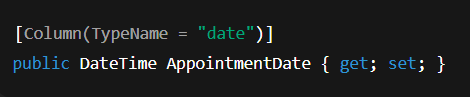 [Column(TypeName = "date")]
public DateTime AppointmentDate { get; set; }